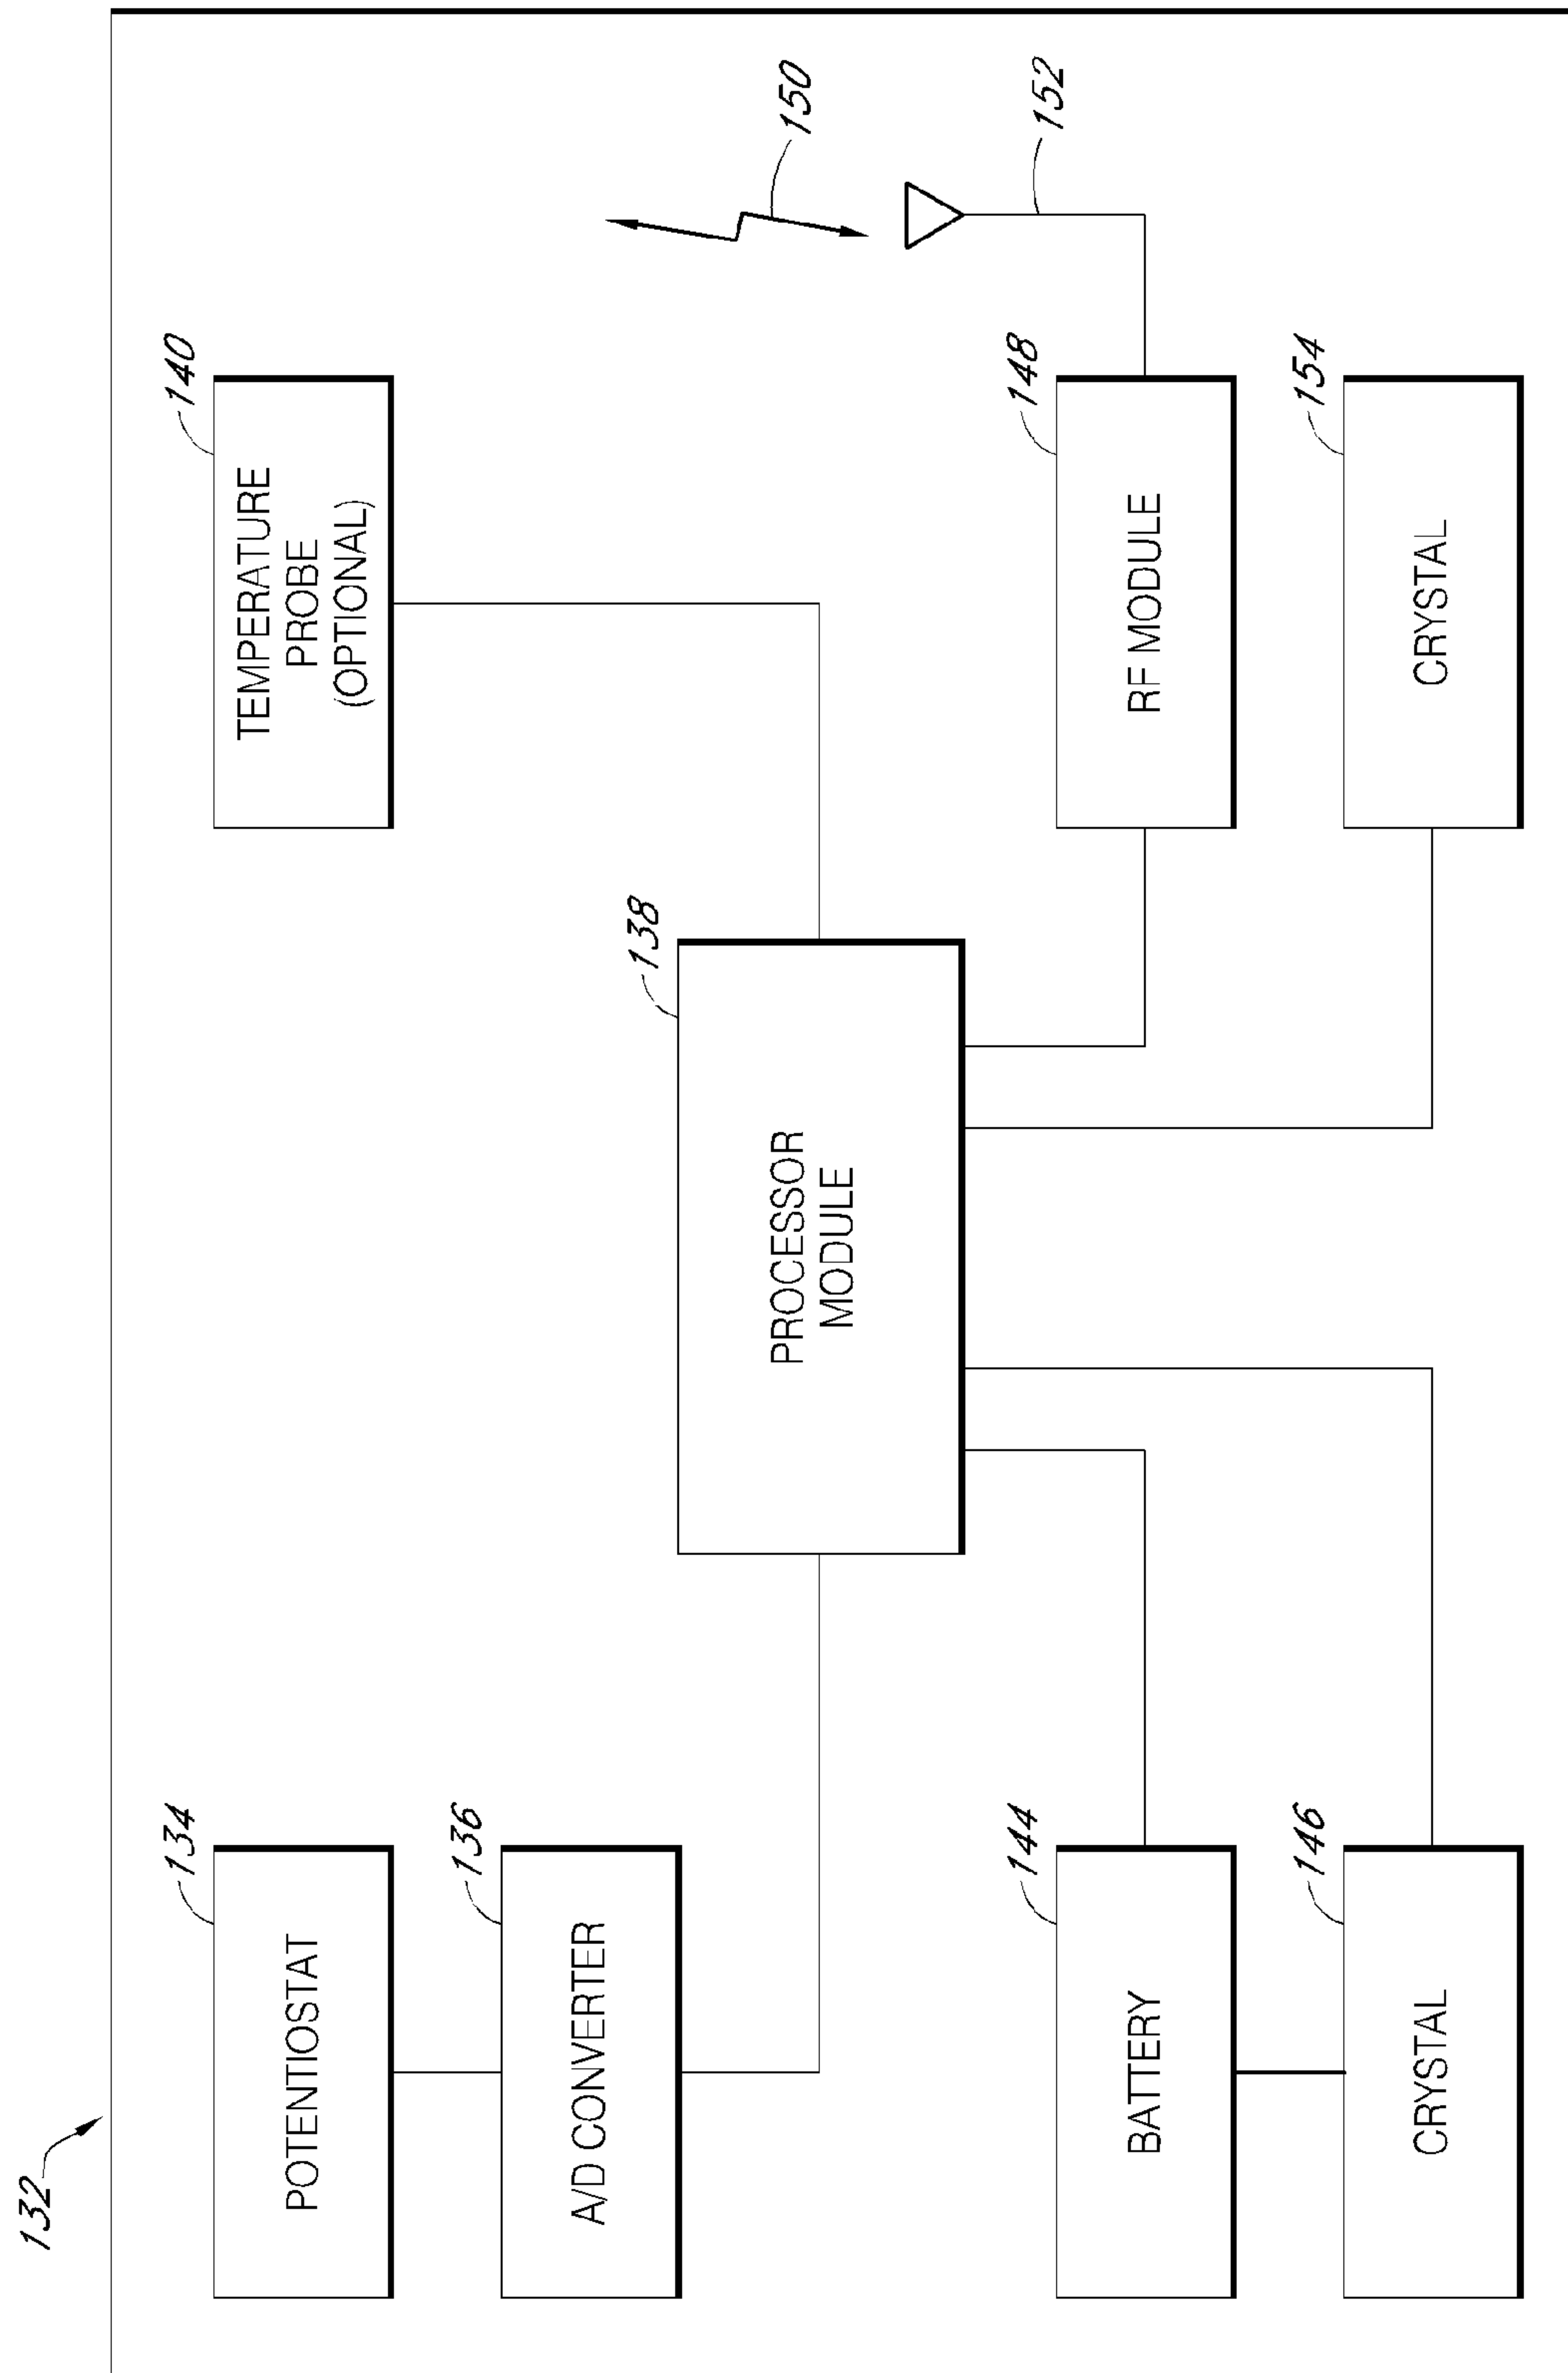 132
134
POTENTIOSTAT
136
A/D CONVERTER
138
PROCESSOR
MODULE
140
TEMPERATURE
PROBE
(OPTIONAL)
150
152
144
BATTERY
146
CRYSTAL
148
RF MODULE
154
CRYSTAL